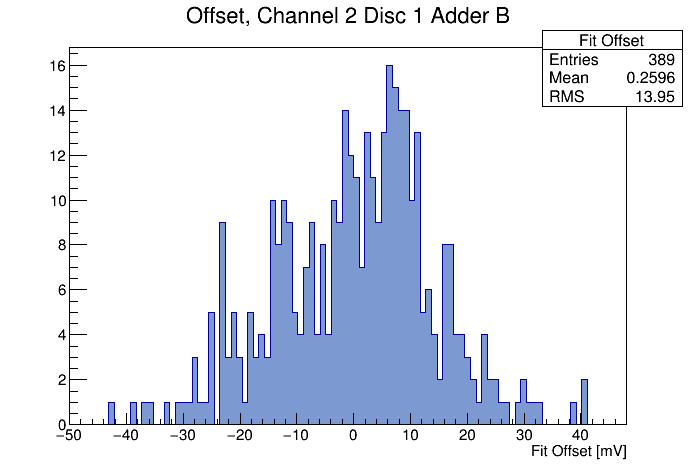 Offset, Channel 2 Disc 1 Adder B
Fit Offset
Entries 389
Mean 0.2596
RMS 13.95
16
14
12
10
8
6
4
2
0
−50 −40 −30 −20 −10 0 10 20 30 40
Fit Offset [mV]